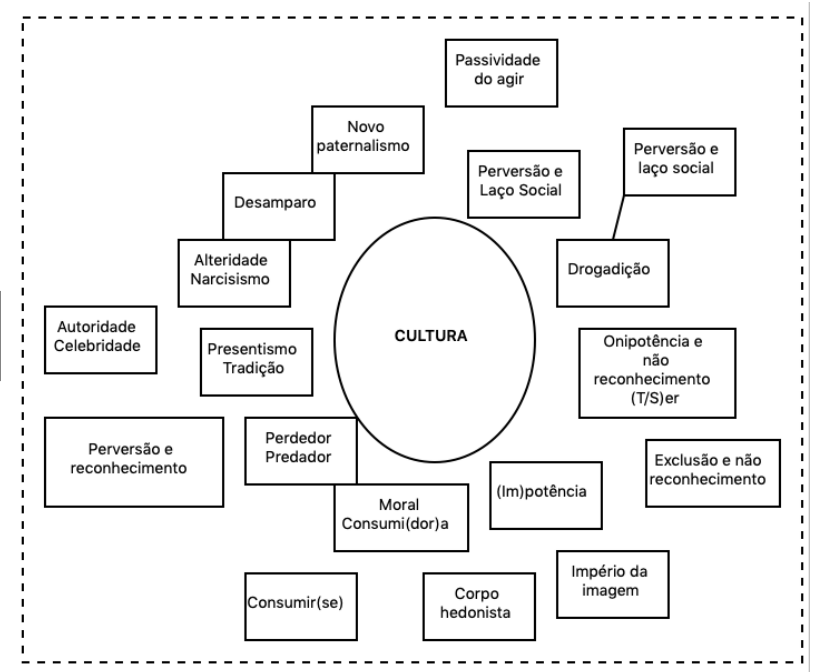 Passividade
do agir
Novo
paternalismo
Perversão e
laço social
Perversão e
Laço Social
Desamparo
Alteridade
Narcisismo
Drogadição
Autoridade
Celebridade
Presentismo
Tradição
CULTURA
Onipotência e
não
reconhecimento
(T/S)er
Perversão e
reconhecimento
Perdedor
Predador
Exclusão e não
reconhecimento
(Im)potência
Moral
Consumi(dor)a
Império da
imagem
Consumir(se)
Corpo
hedonista